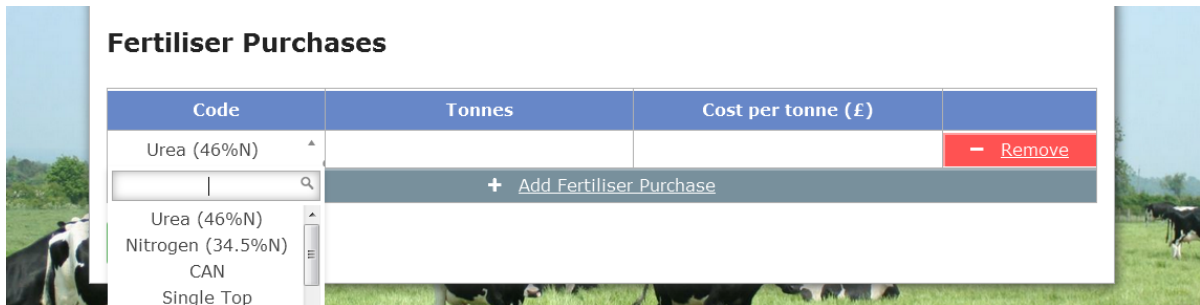 Fertiliser Purchases
Code Tonnes Cost per tonne (£)
Urea (46%N) Remove
Add Fertiliser Purchase
Urea (46%N)
Nitrogen (34.5%N)
CAN
Single Top